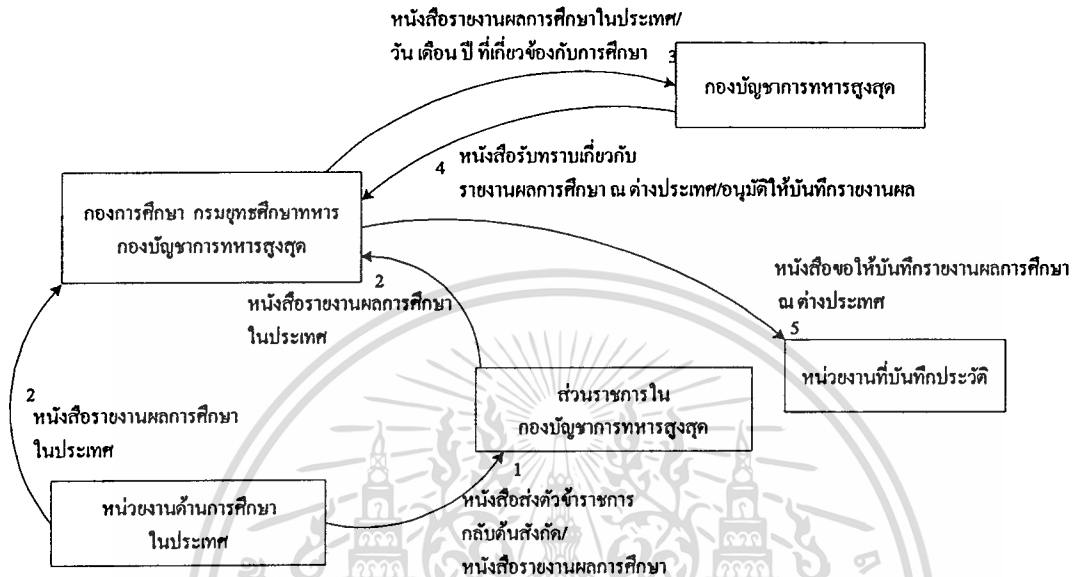 หนังสือรายงานผลการศึกษาในประเทศ/
วัน เดือน ปี ที่เกี่ยวข้องกับการศึกษา
3
กองบัญชาการทหารสูงสุด
4
หนังสือรับทราบเกี่ยวกับ
รายงานผลการศึกษา ณ ต่างประเทศ/อนุมัติให้บันทึกรายงานผล
กองการศึกษา กรมยุทธศึกษาทหาร
กองบัญชาการทหารสูงสุด
2
หนังสือรายงานผลการศึกษา
ในประเทศ
หนังสือขอให้บันทึกรายงานผลการศึกษา
ณ ต่างประเทศ
5
หน่วยงานที่บันทึกประวัติ
ส่วนราชการใน
กองบัญชาการทหารสูงสุด
2
หนังสือรายงานผลการศึกษา
ในประเทศ
1
หนังสือส่งตัวข้าราชการ
กลับต้นสังกัด/
หนังสือรายงานผลการศึกษา
หน่วยงานด้านการศึกษา
ในประเทศ